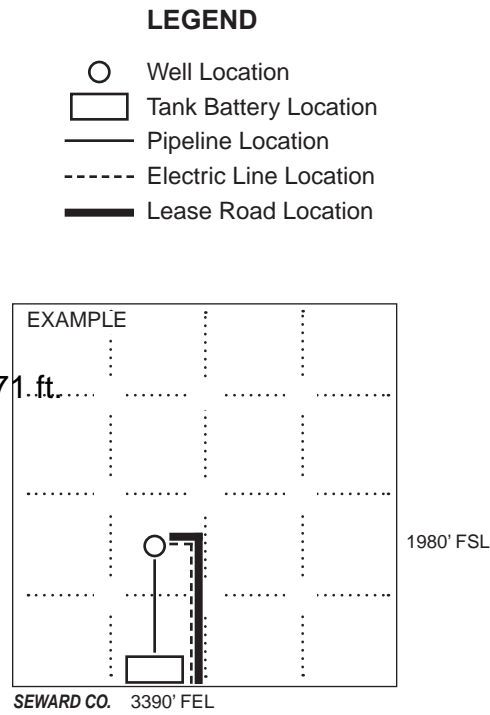 LEGEND
Well Location
Tank Battery Location
Pipeline Location
Electric Line Location
Lease Road Location
EXAMPLE
71 ft.
1980' FSL
SEWARD CO. 3390' FEL